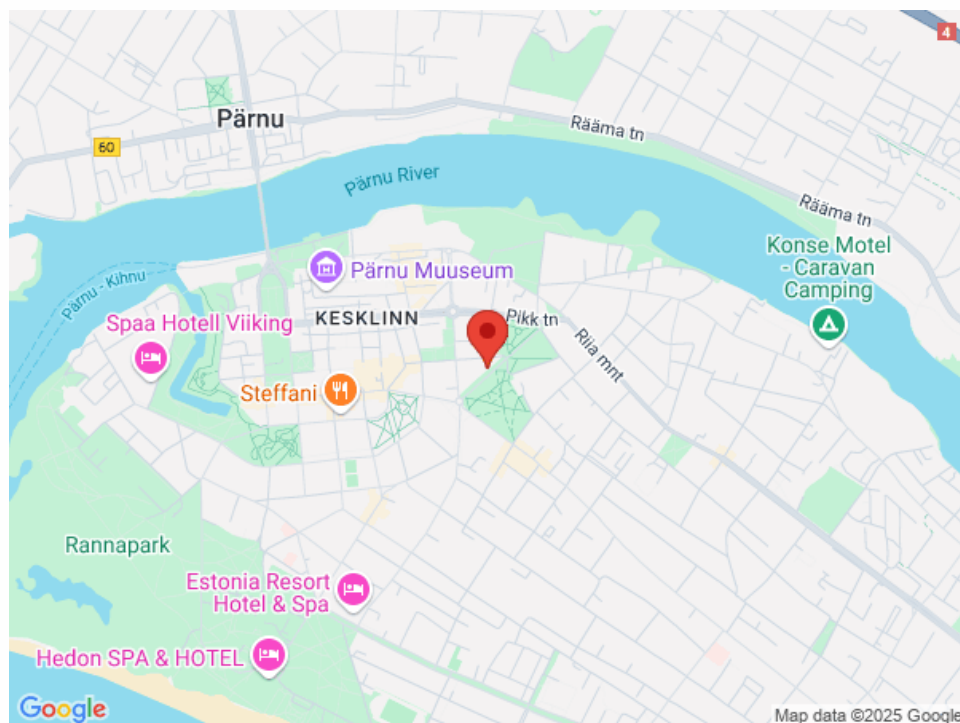 4
Pärnu
60
Rääma tn
Pärnu River
Rääma tn
Konse Motel
- Caravan
Camping
Pärnu - Kihnu
Pärnu Muuseum
Spaa Hotell Viiking
KESKLINN
Pikk tn
Riia mnt
Steffani
Rannapark
Estonia Resort
Hotel & Spa
Hedon SPA & HOTEL
Google
Map data ©2025 Google